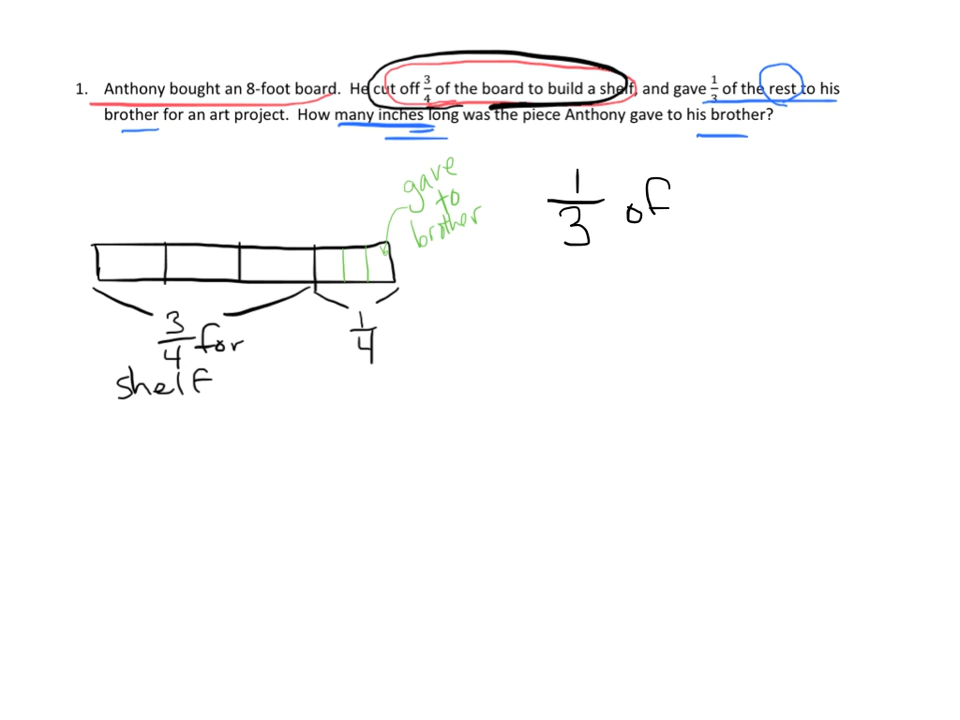 1. Anthony bought an 8-foot board. He cut off 3/4 of the board to build a shelf, and gave 1/3 of the rest to his
brother for an art project. How many inches long was the piece Anthony gave to his brother?
gave
to
brother
1/3 of
3/4 for
shelf
1/4